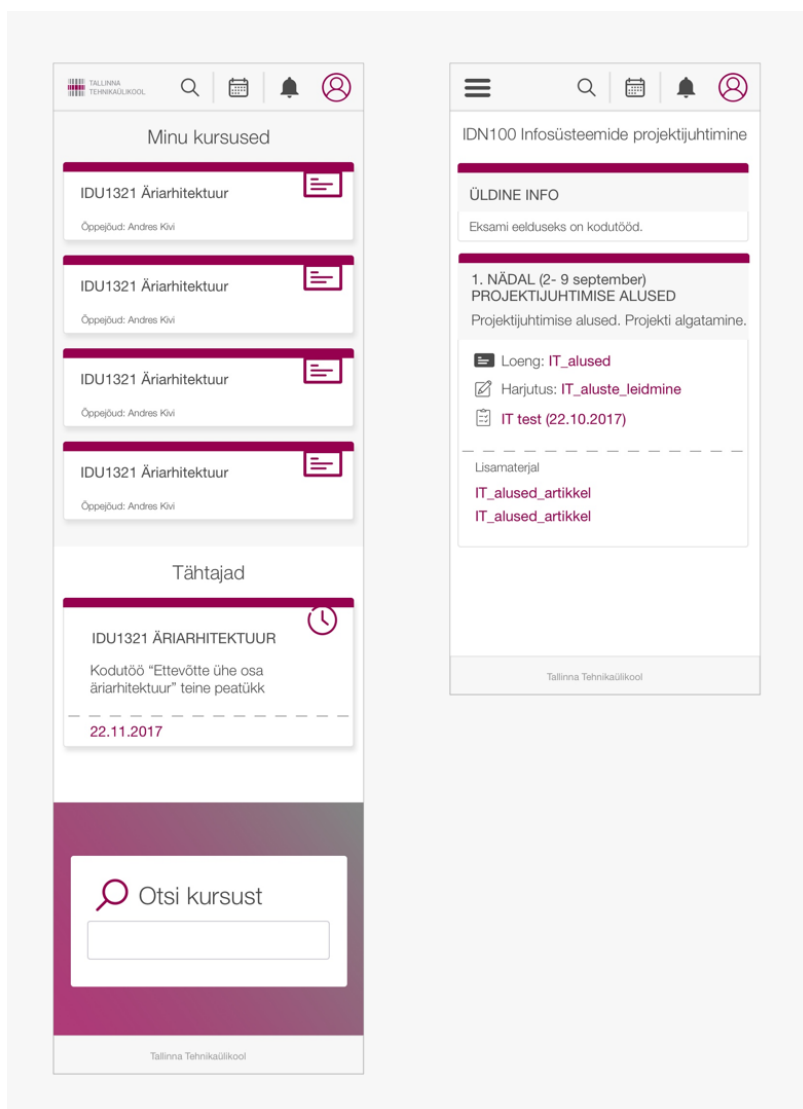 TALLINNA
TEHNIKAÜLIKOOL
Minu kursused
IDU1321 Äriarhitektuur
Õppejõud: Andres Kivi
IDU1321 Äriarhitektuur
Õppejõud: Andres Kivi
IDU1321 Äriarhitektuur
Õppejõud: Andres Kivi
IDU1321 Äriarhitektuur
Õppejõud: Andres Kivi
Tähtajad
IDU1321 ÄRIARHITEKTUUR
Kodutöö “Ettevõtte ühe osa
äriarhitektuur” teine peatükk
22.11.2017
Otsi kursust
Tallinna Tehnikaülikool
IDN100 Infosüsteemide projektijuhtimine
ÜLDINE INFO
Eksami eelduseks on kodutööd.
1. NÄDAL (2- 9 september)
PROJEKTIJUHTIMISE ALUSED
Projektijuhtimise alused. Projekti algatamine.
Loeng: IT_alused
Harjutus: IT_aluste_leidmine
IT test (22.10.2017)
Lisamaterjal
IT_alused_artikkel
IT_alused_artikkel
Tallinna Tehnikaülikool